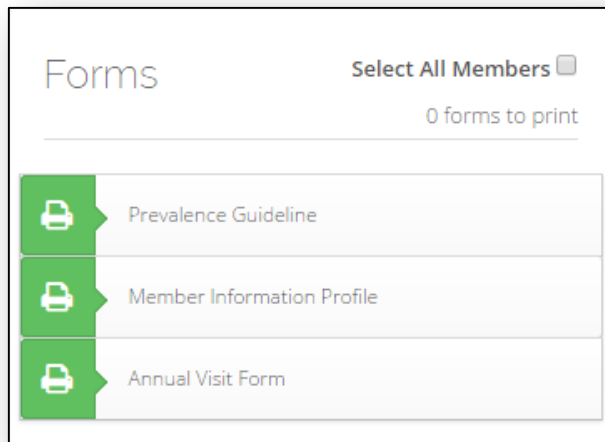 Forms
Select All Members
0 forms to print
Prevalence Guideline
Member Information Profile
Annual Visit Form